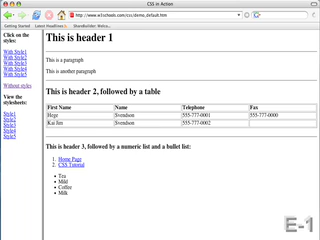 CSS in Action
http://www.w3schools.com/css/demo_default.htm
Getting Started
Latest Headlines
ShareBuilder: Welco...
Click on the styles:
With Style1
With Style2
With Style3
With Style4
With Style5
Without styles
View the stylesheets:
Style1
Style2
Style3
Style4
Style5
This is header 1
This is a paragraph
This is another paragraph
This is header 2, followed by a table
First Name Name Telephone Fax
Hege Svendson 555-777-0001 555-777-0000
Kai Jim Svendson 555-777-0002
This is header 3, followed by a numeric list and a bullet list:
1. Home Page
2. CSS Tutorial
• Tea
• Mild
• Coffee
• Milk
E-1